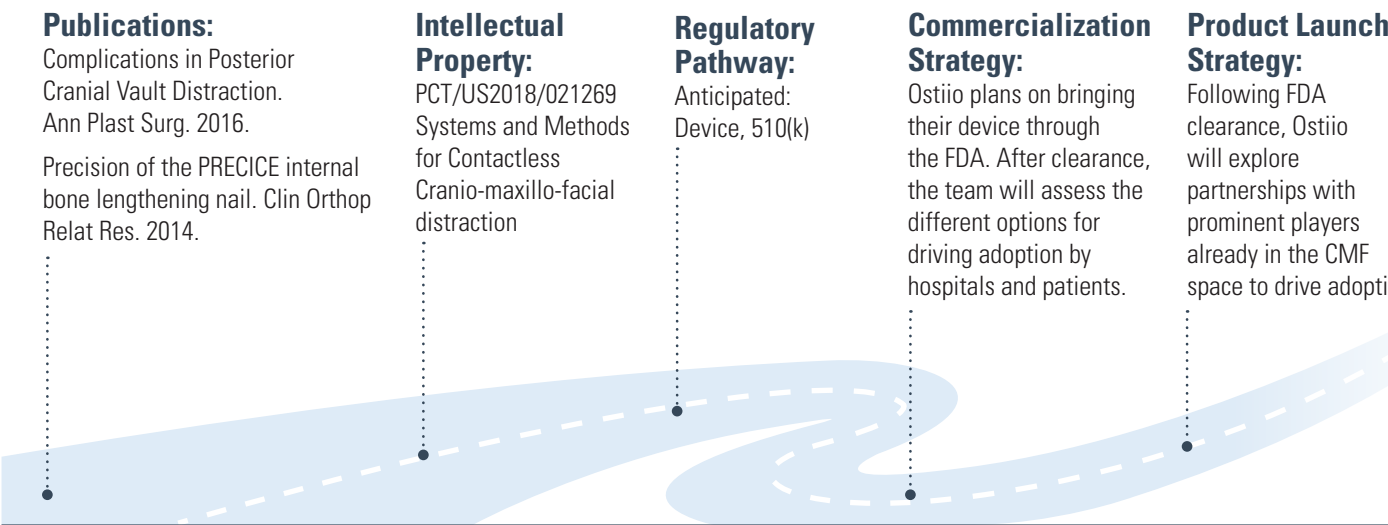 Publications:
Complications in Posterior
Cranial Vault Distraction.
Ann Plast Surg. 2016.
Precision of the PRECICE internal
bone lengthening nail. Clin Orthop
Relat Res. 2014.
Intellectual
Property:
PCT/US2018/021269
Systems and Methods
for Contactless
Cranio-maxillo-facial
distraction
Regulatory
Pathway:
Anticipated:
Device, 510(k)
Commercialization
Strategy:
Ostiio plans on bringing
their device through
the FDA. After clearance,
the team will assess the
different options for
driving adoption by
hospitals and patients.
Product Launch
Strategy:
Following FDA
clearance, Ostiio
will explore
partnerships with
prominent players
already in the CMF
space to drive